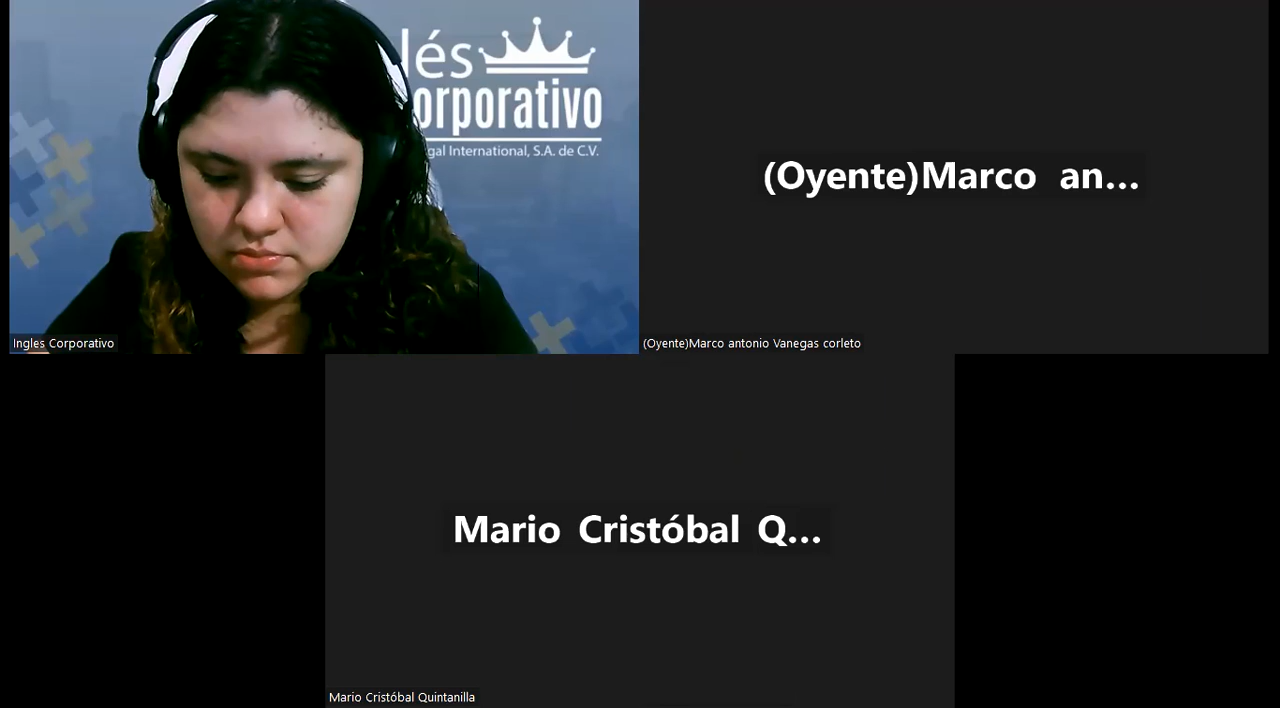 lés
orporativo
gal International, S.A. de C.V.
Ingles Corporativo
(Oyente)Marco an...
(Oyente)Marco antonio Vanegas corleto
Mario Cristóbal Q...
Mario Cristóbal Quintanilla